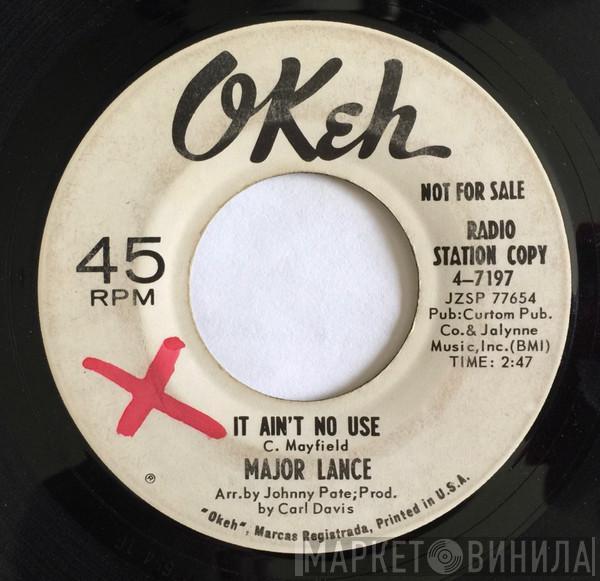 OKeh
NOT FOR SALE
45
RPM
RADIO
STATION COPY
4-7197
JZSP 77654
Pub:Curtom Pub.
Co.& Jalynne
Music,Inc.(BMI)
TIME: 2:47
IT AIN'T NO USE
C. Mayfield
MAJOR LANCE
Arr.by Johnny Pate;Prod.
by Carl Davis
®
"Okeh", Marcas Registrada, Printed in U.S.A.
МАРКЕТ ВИНИЛА